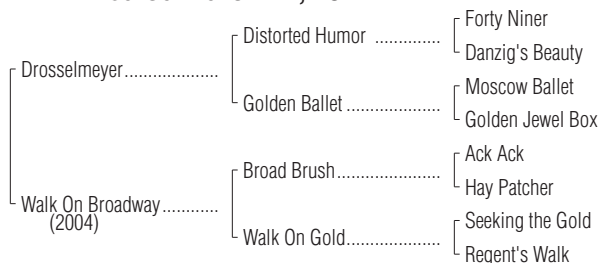 Distorted Humor ................
Forty Niner
Danzig's Beauty
Drosselmeyer...................
Golden Ballet ...................
Moscow Ballet
Golden Jewel Box
Broad Brush.....................
Ack Ack
Hay Patcher
Walk On Broadway............
(2004)
Walk On Gold...................
Seeking the Gold
Regent's Walk